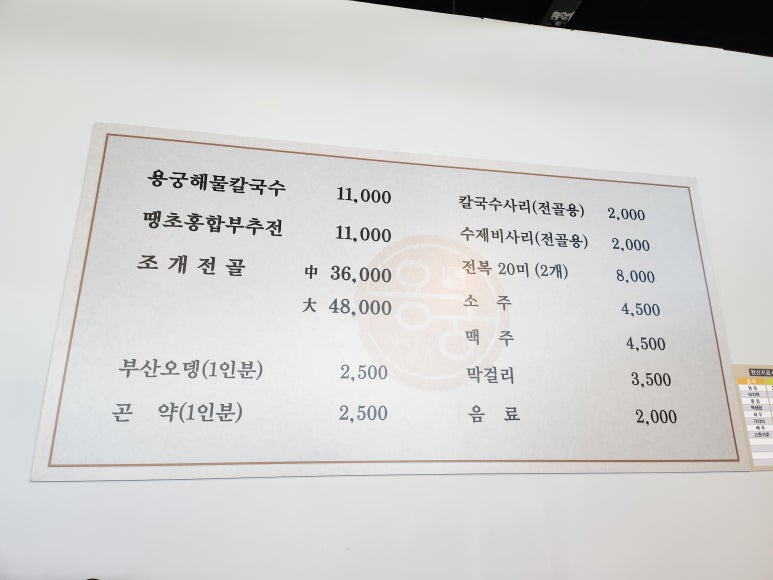 용궁해물칼국수 11,000
땡초홍합부추전 11,000
조개전골 中 36,000
大 48,000
부산오뎅(1인분) 2,500
곤 약(1인분) 2,500
칼국수사리(전골용) 2,000
수제비사리(전골용) 2,000
전복 20미 (2개) 8,000
소 주 4,500
맥 주 4,500
막걸리 3,500
음 료 2,000
용궁